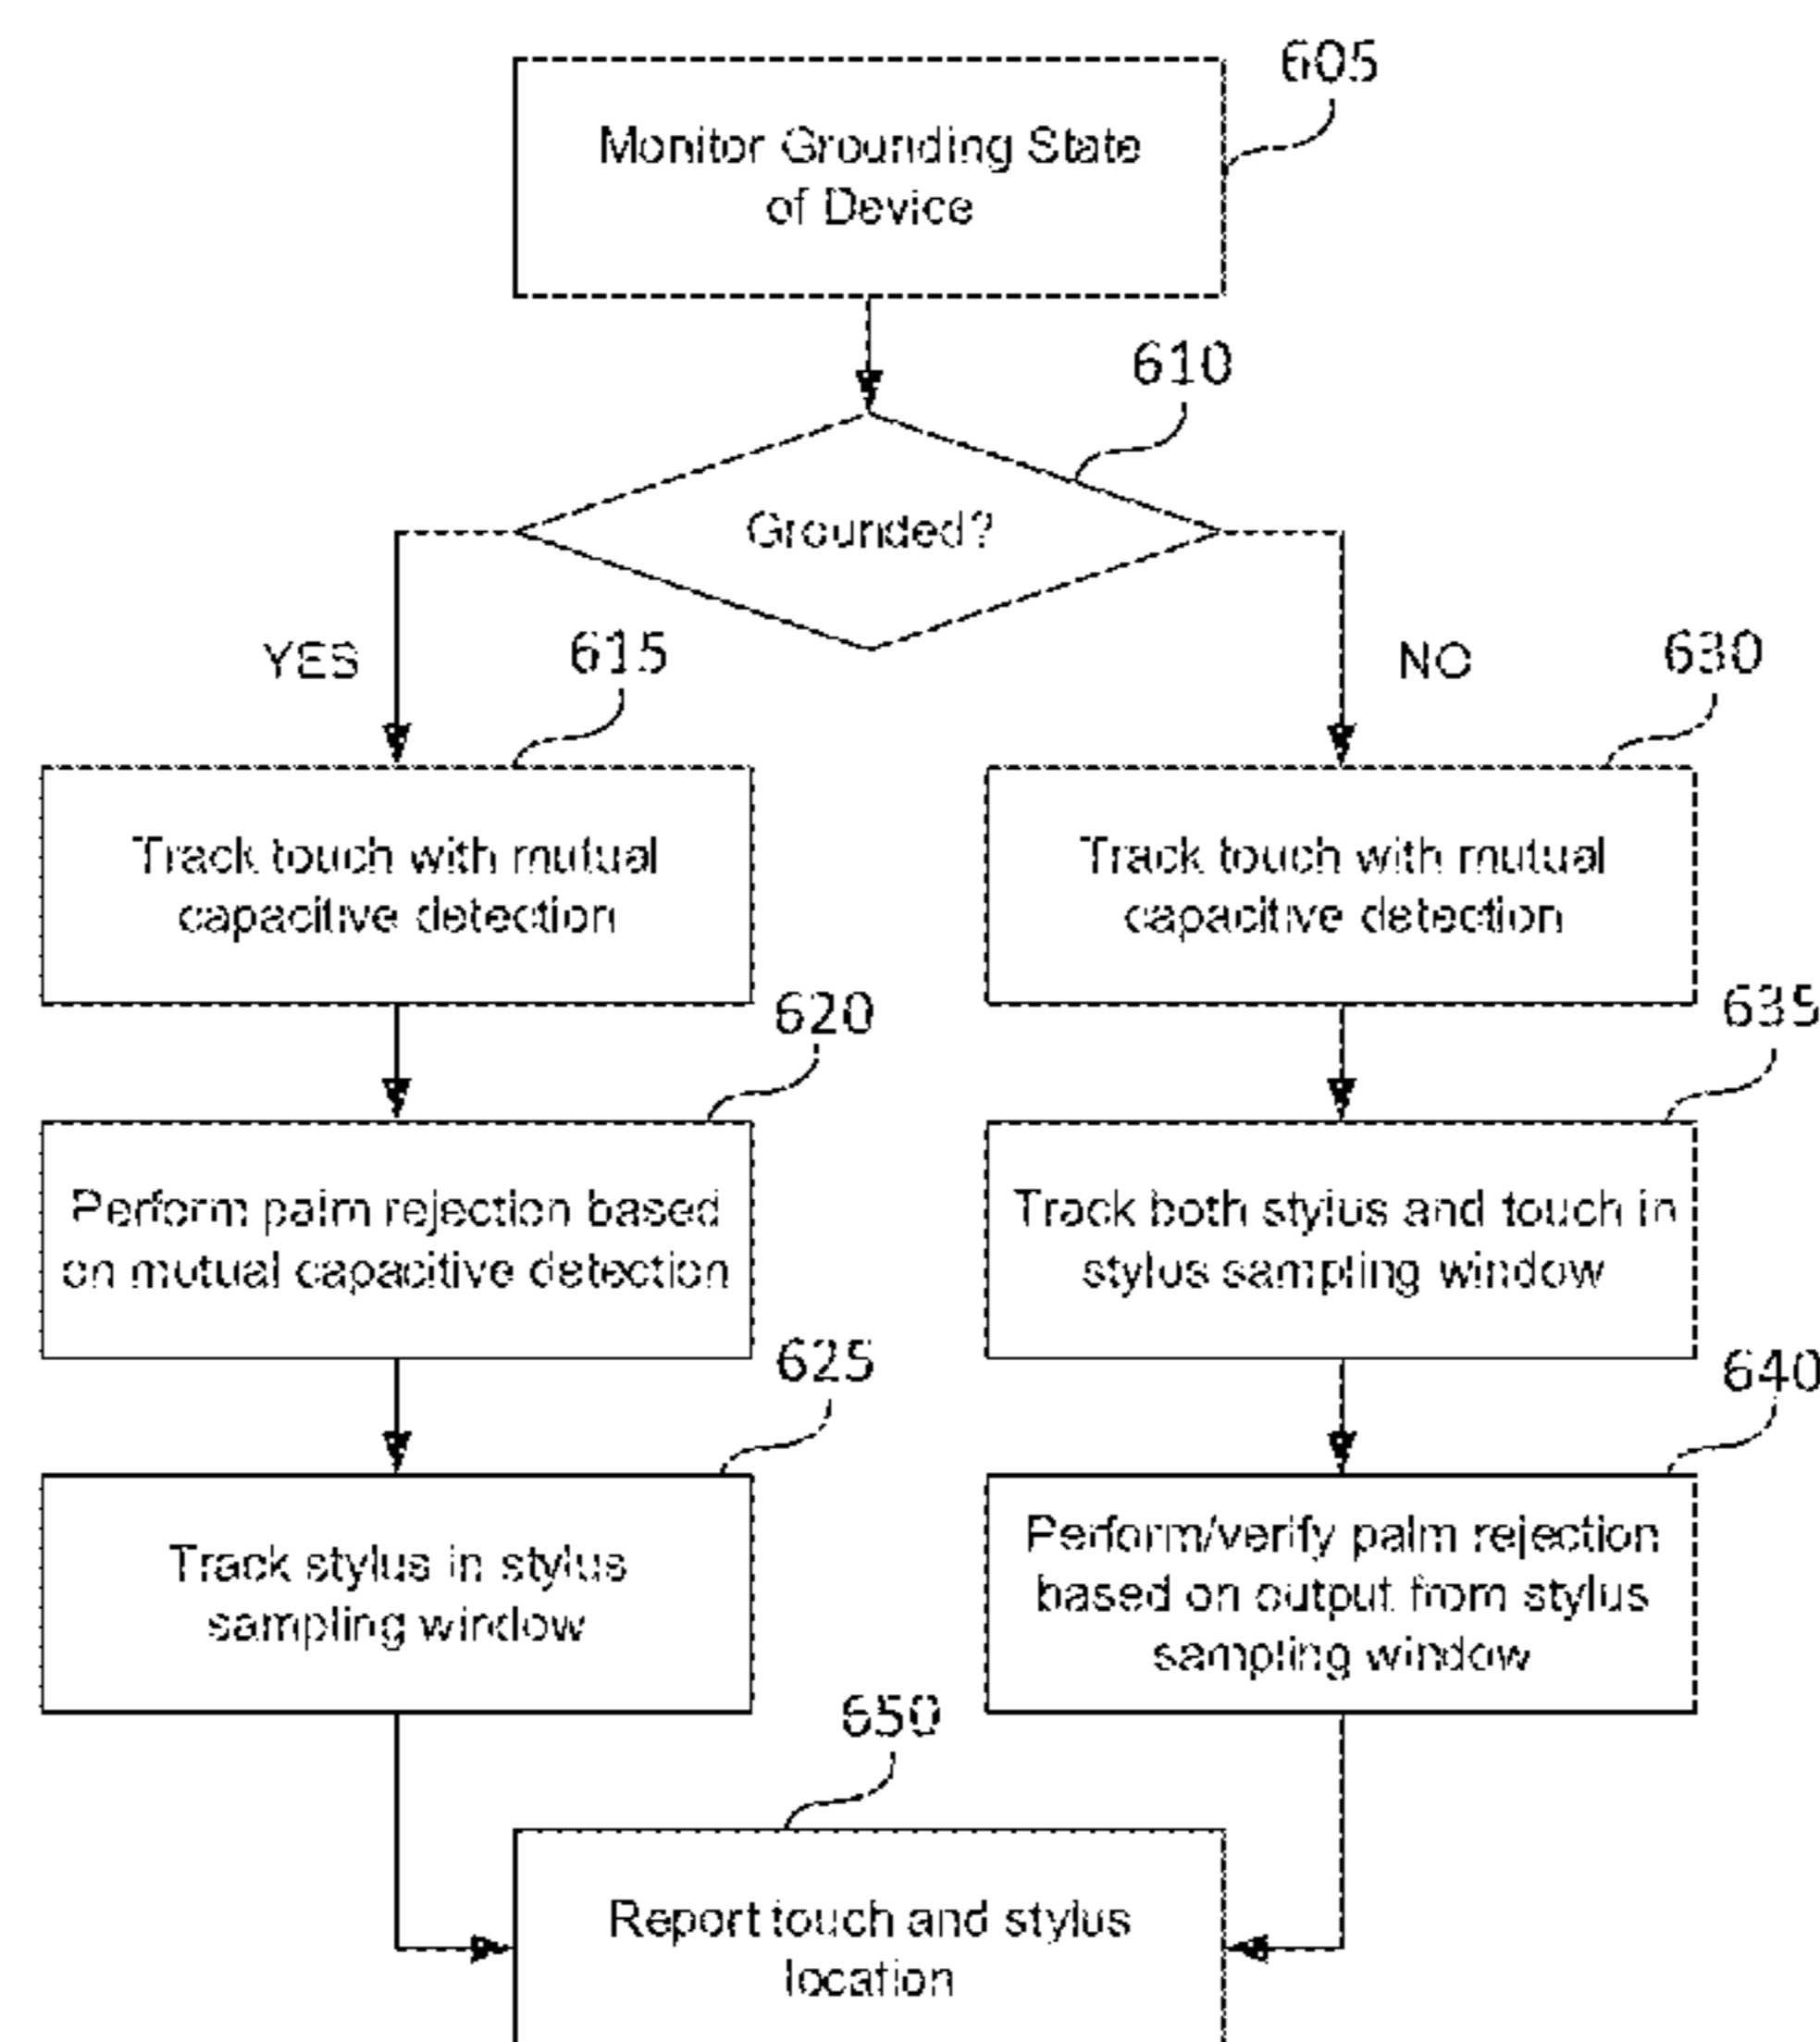 605
Monitor Grounding State
of Device
610
Grounded?
YES
615
NO
630
Track touch with mutual
capacitive detection
Track touch with mutual
capacitive detection
620
635
Perform palm rejection based
on mutual capacitive detection
Track both stylus and touch in
stylus sampling window
625
640
Track stylus in stylus
sampling window
Perform/verify palm rejection
based on output from stylus
sampling window
650
Report touch and stylus
location